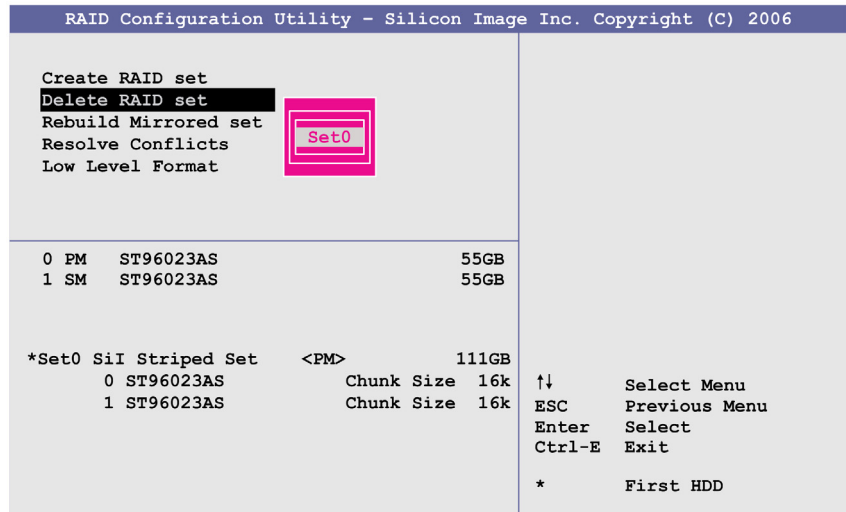 RAID Configuration Utility – Silicon Image Inc. Copyright (C) 2006
Create RAID set
Delete RAID set
Rebuild Mirrored set
Resolve Conflicts
Low Level Format
Set0
0 PM ST96023AS 55GB
1 SM ST96023AS 55GB
*Set0 SiI Striped Set <PM> 111GB
0 ST96023AS Chunk Size 16k
1 ST96023AS Chunk Size 16k
↑↓ Select Menu
ESC Previous Menu
Enter Select
Ctrl-E Exit
* First HDD